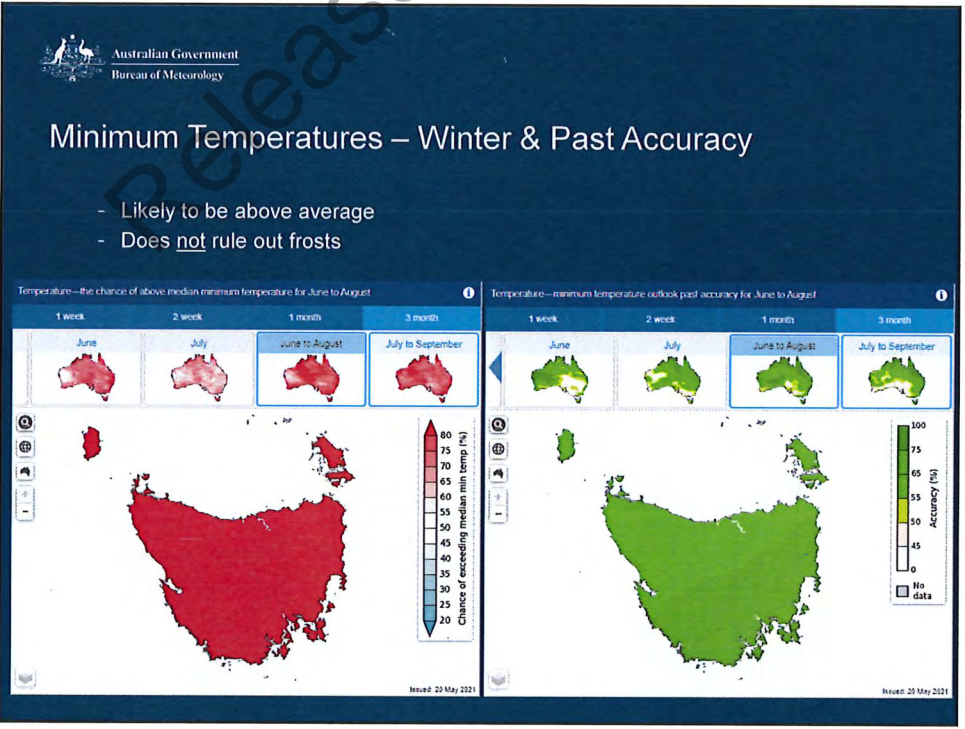 Releas
Australian Government
Bureau of Meteorology
Minimum Temperatures – Winter & Past Accuracy
- Likely to be above average
- Does not rule out frosts
Temperature—the chance of above median minimum temperature for June to August
1 week 2 week 1 month 3 month
June July June to August July to September
80
75
70
65
60
55
50
45
40
35
30
25
20
Chance of exceeding median min temp (%)
Issued: 20 May 2021
Temperature—minimum temperature outlook past accuracy for June to August
1 week 2 week 1 month 3 month
June July June to August July to September
100
75
65
55
50
45
0
No
data
Accuracy (%)
Issued: 20 May 2021